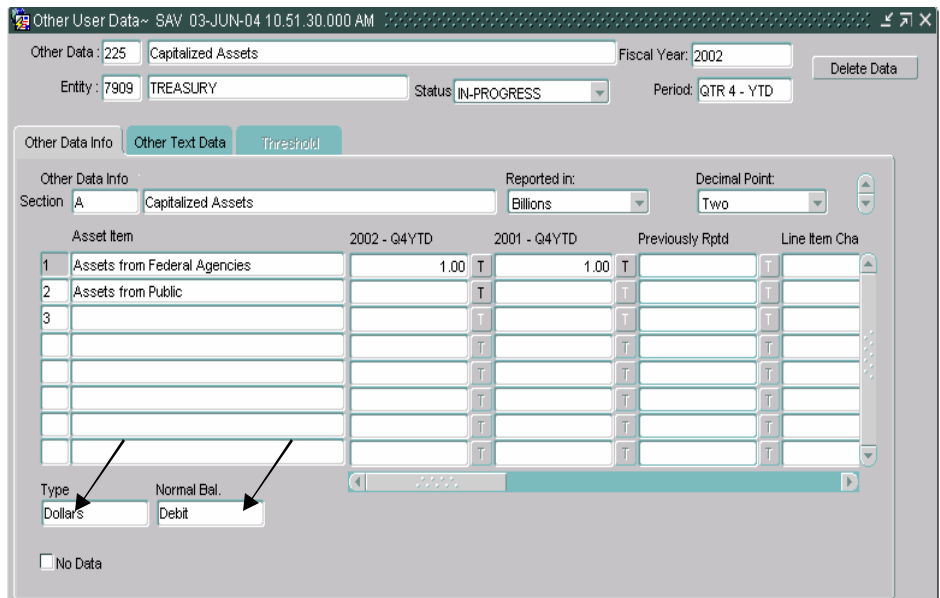 Other User Data~ SAV 03-JUN-04 10.51.30.000 AM
Other Data : 225 Capitalized Assets Fiscal Year: 2002 Delete Data
Entity : 7909 TREASURY Status IN-PROGRESS Period: QTR 4 - YTD
Other Data Info Other Text Data Threshold
Other Data Info Reported in: Decimal Point:
Section A Capitalized Assets Billions Two
Asset Item 2002 - Q4YTD 2001 - Q4YTD Previously Rptd Line Item Cha
1 Assets from Federal Agencies 1.00 T 1.00 T T
2 Assets from Public T T T
3 T T T
T T T
T T T
T T T
T T T
T T T
Type Normal Bal.
Dollars Debit
No Data